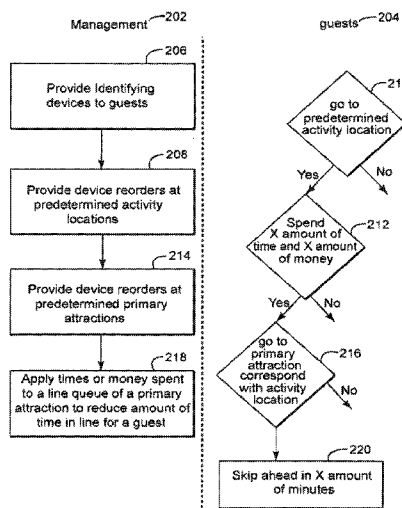 Management 202
206
Provide Identifying
devices to guests
208
Provide device reorders at
predetermined activity
locations
214
Provide device reorders at
predetermined primary
attractions
218
Apply times or money spent
to a line queue of a primary
attraction to reduce amount of
time in line for a guest
guests 204
21
go to
predetermined
activity location
Yes
No
212
Spend
X amount of
time and X amount
of money
Yes
No
216
go to
primary
attraction
correspond
with activity
location
No
220
Skip ahead in X amount
of minutes